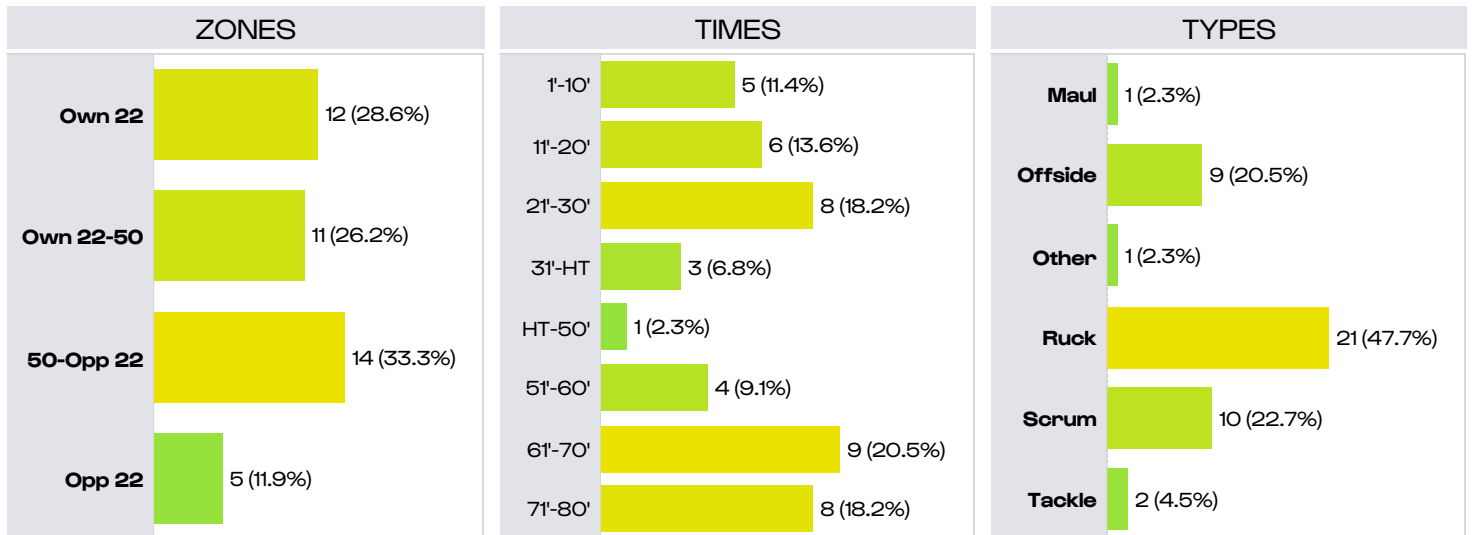 ZONES
Own 22 12 (28.6%)
Own 22-50 11 (26.2%)
50-Opp 22 14 (33.3%)
Opp 22 5 (11.9%)
TIMES
1'-10' 5 (11.4%)
11'-20' 6 (13.6%)
21'-30' 8 (18.2%)
31'-HT 3 (6.8%)
HT-50' 1 (2.3%)
51'-60' 4 (9.1%)
61'-70' 9 (20.5%)
71'-80' 8 (18.2%)
TYPES
Maul 1 (2.3%)
Offside 9 (20.5%)
Other 1 (2.3%)
Ruck 21 (47.7%)
Scrum 10 (22.7%)
Tackle 2 (4.5%)